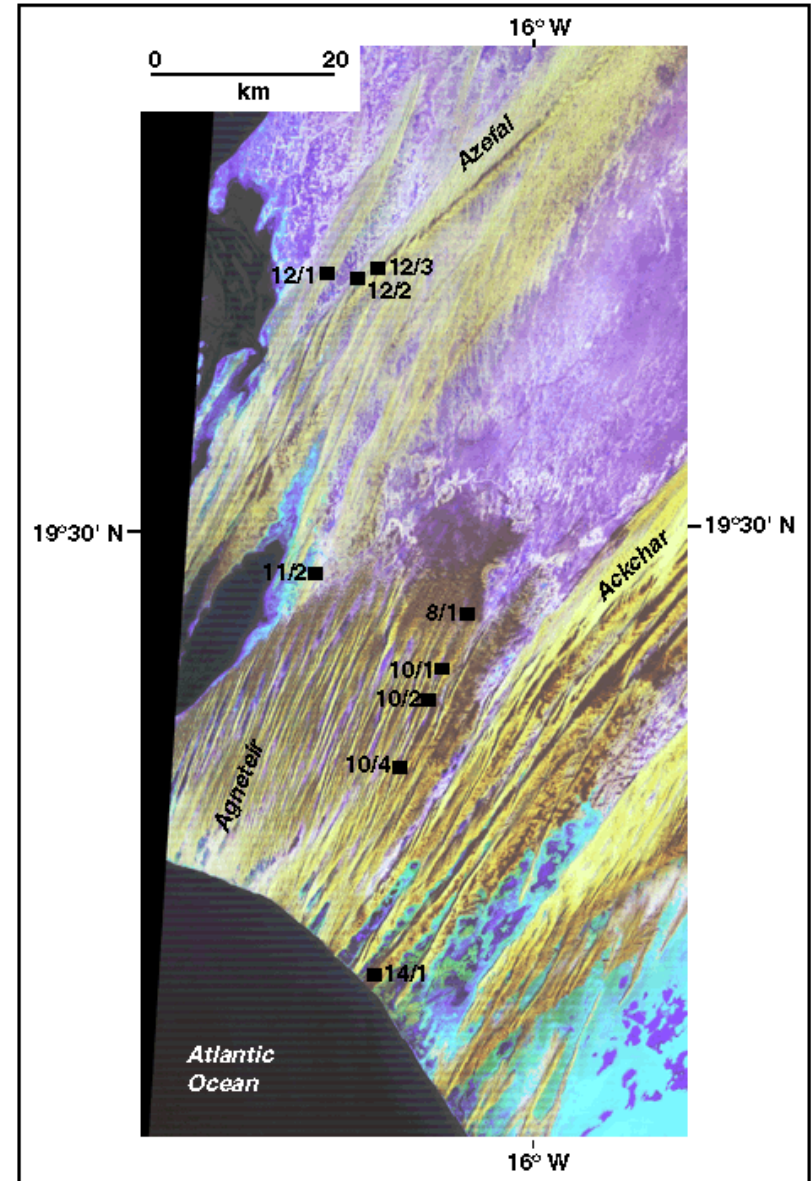 16° W
0 20
km
Azefal
12/1
12/3
12/2
19°30' N
19°30' N
Ackchar
11/2
8/1
10/1
10/2
10/4
Agneteir
14/1
Atlantic
Ocean
16° W